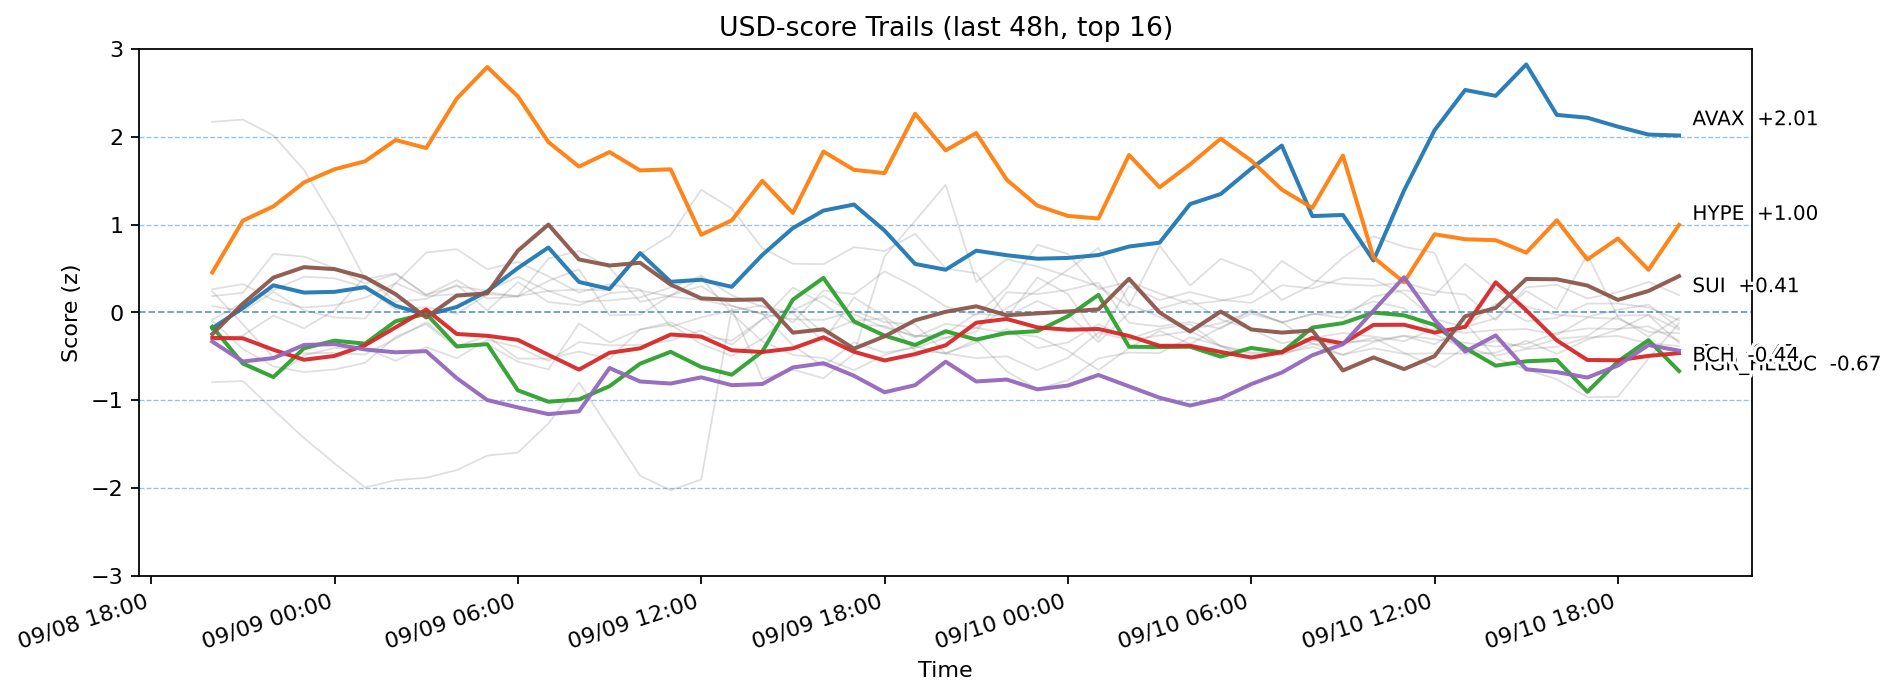 USD-score Trails (last 48h, top 16)
Score (z)
3
2
1
0
−1
−2
−3
AVAX +2.01
HYPE +1.00
SUI +0.41
BCH -0.44
-0.67
09/08 18:00
09/09 00:00
09/09 06:00
09/09 12:00
09/09 18:00
09/10 00:00
09/10 06:00
09/10 12:00
09/10 18:00
Time